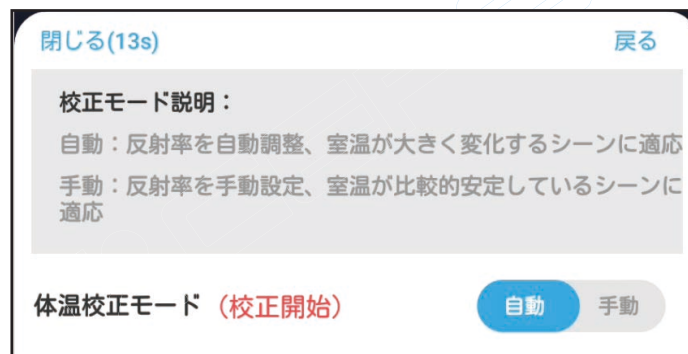 閉じる(13s)
戻る
校正モード説明：
自動：反射率を自動調整、室温が大きく変化するシーンに適応
手動：反射率を手動設定、室温が比較的安定しているシーンに
適応
体温校正モード（校正開始）
自動
手動